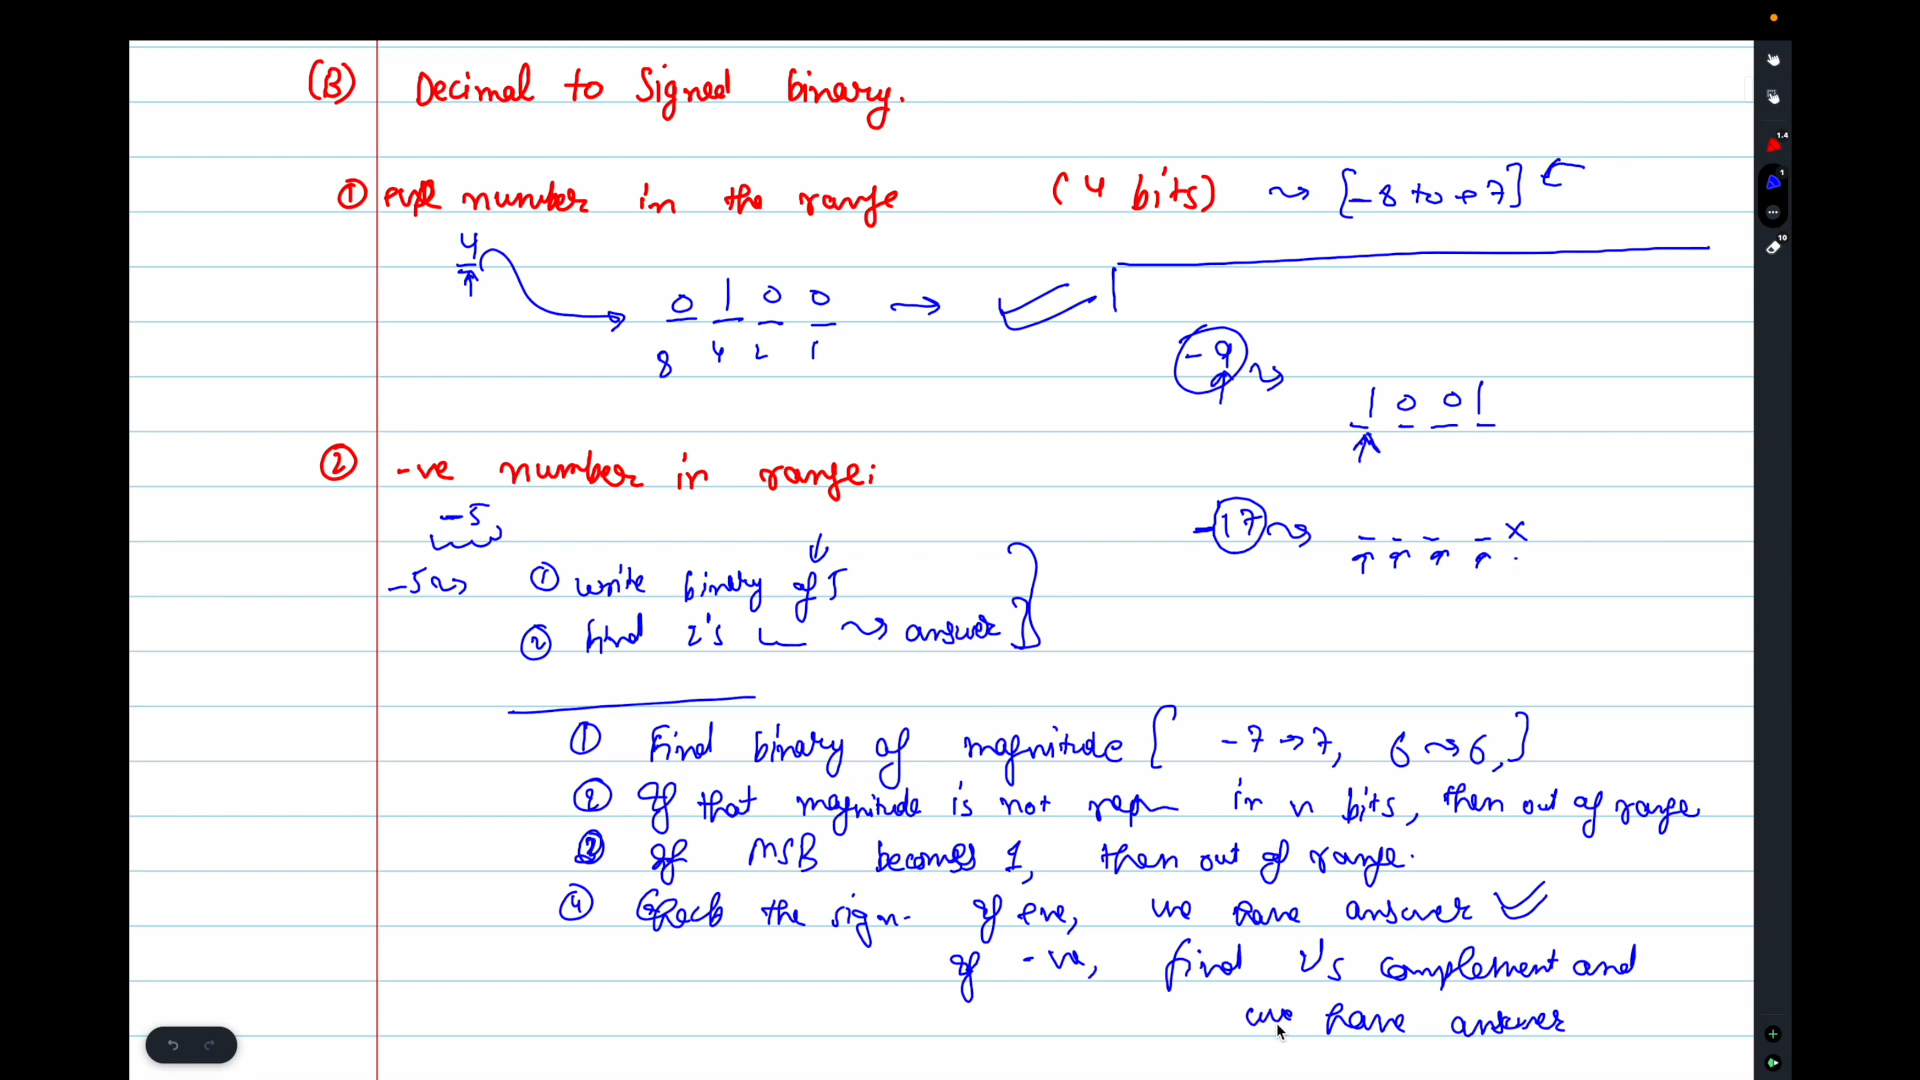 (B) Decimal to Signed binary.
① +ve number in the range (4 bits) ⇝ [-8 to +7]
4
0 1 0 0 →
8 4 2 1
-9 ⇝
1 0 0 1
② -ve number in range:
-5
-17 ⇝ _ _ _ _ x
-5 ⇝ ① write binary of 5
② find 2's ⇝ answer
① Find binary of magnitude [ -7 → 7, 6 ⇝ 6, ]
② If that magnitude is not rep in n bits, then out of range
③ If MSB becomes 1, then out of range.
④ Check the sign. If +ve, we have answer ✓
If -ve, find 2's complement and
we have answer
1.4
1
10